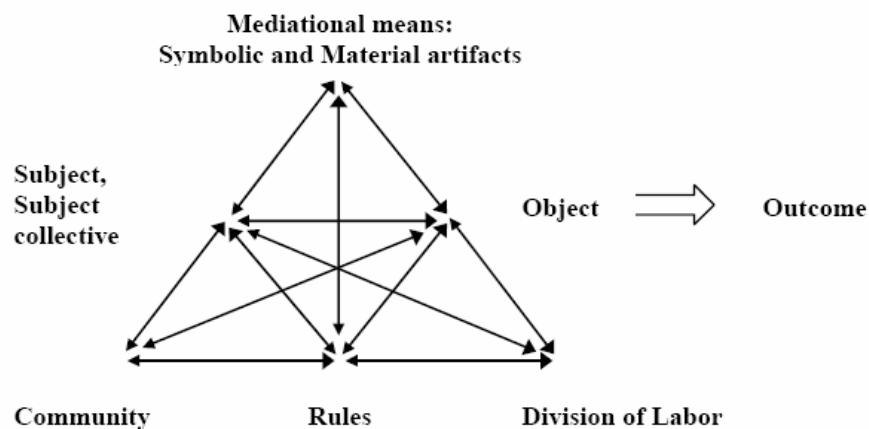 Mediational means:
Symbolic and Material artifacts
Subject,
Subject
collective
Object
Outcome
Community
Rules
Division of Labor